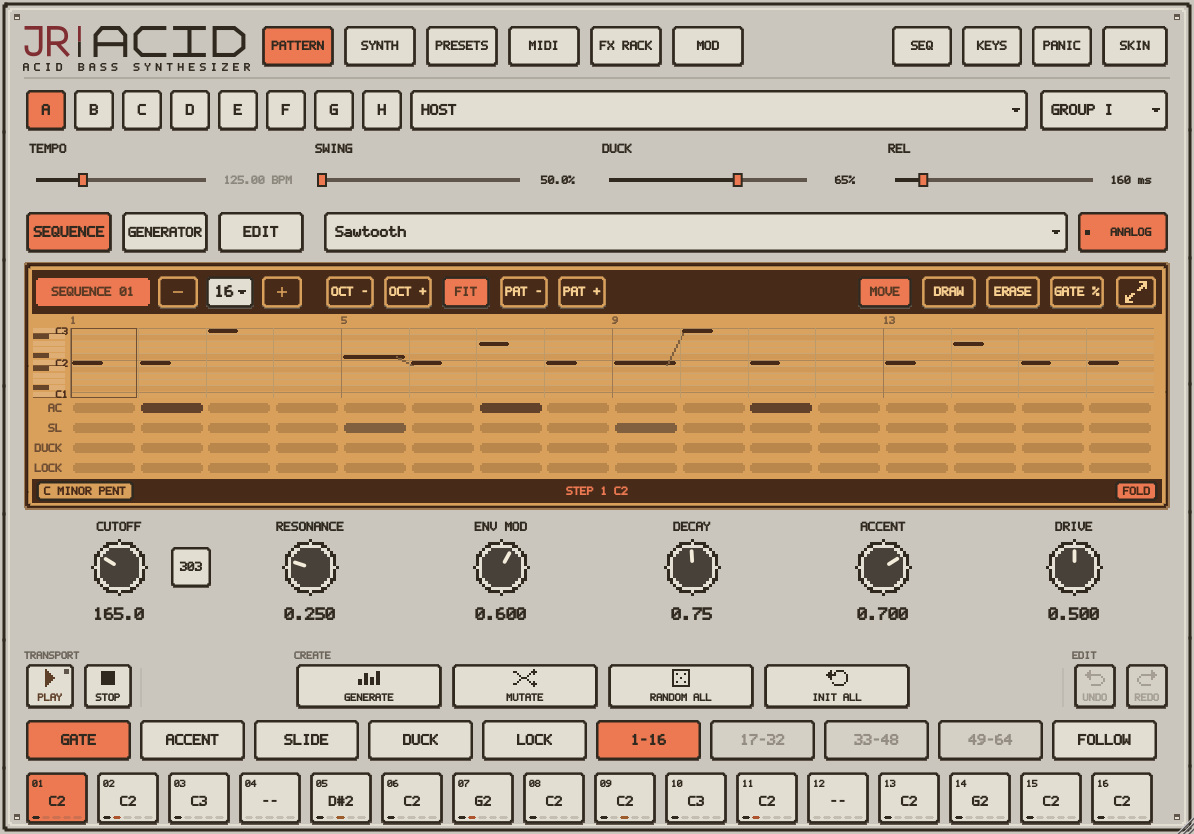 JR|ACID PATTERN SYNTH PRESETS MIDI FX RACK MOD SEQ KEYS PANIC SKIN
ACID BASS SYNTHESIZER
A B C D E F G H HOST GROUP I
TEMPO SWING DUCK REL
125.00 BPM 50.0% 65% 160 ms
SEQUENCE GENERATOR EDIT Sawtooth ANALOG
SEQUENCE 01 - 16 + OCT - OCT + FIT PAT - PAT + MOVE DRAW ERASE GATE %
1 5 9 13
C3
C2
C1
AC
SL
DUCK
LOCK
C MINOR PENT STEP 1 C2 FOLD
CUTOFF RESONANCE ENV MOD DECAY ACCENT DRIVE
303
165.0 0.250 0.600 0.75 0.700 0.500
TRANSPORT CREATE EDIT
PLAY STOP GENERATE MUTATE RANDOM ALL INIT ALL UNDO REDO
GATE ACCENT SLIDE DUCK LOCK 1-16 17-32 33-48 49-64 FOLLOW
01 02 03 04 05 06 07 08 09 10 11 12 13 14 15 16
C2 C2 C3 -- D#2 C2 G2 C2 C2 C3 C2 -- C2 G2 C2 C2